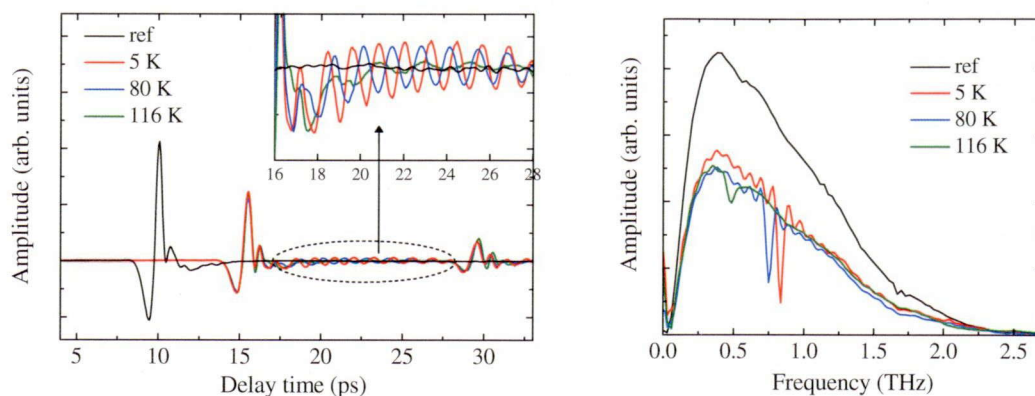 Amplitude (arb. units)
ref
5 K
80 K
116 K
16 18 20 22 24 26 28
5 10 15 20 25 30
Delay time (ps)
Amplitude (arb. units)
ref
5 K
80 K
116 K
0.0 0.5 1.0 1.5 2.0 2.5
Frequency (THz)